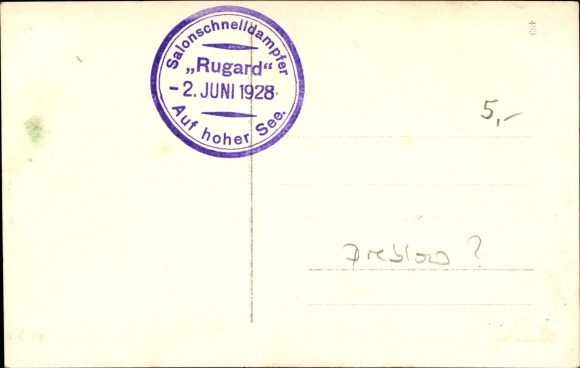 Salonschnelldampfer
„Rugard“
- 2. JUNI 1928.
Auf hoher See.
5,-